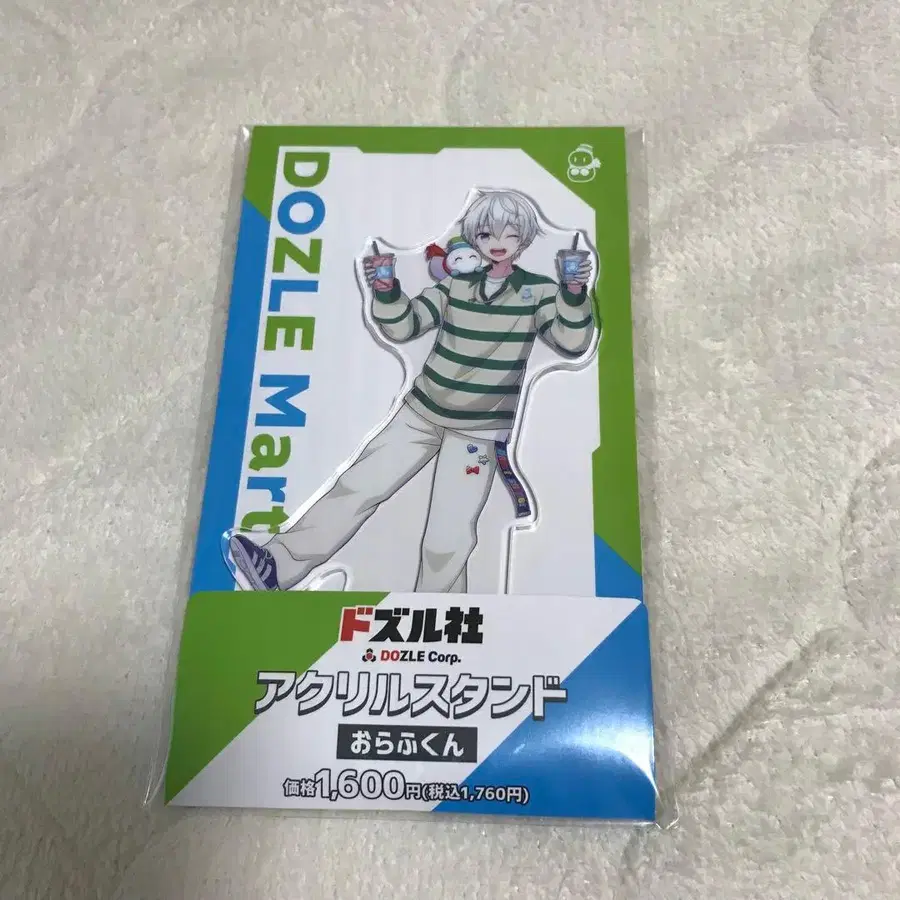 DOZLE Mart
ドズル社
DOZLE Corp.
アクリルスタンド
おらふくん
価格1,600円(税込1,760円)